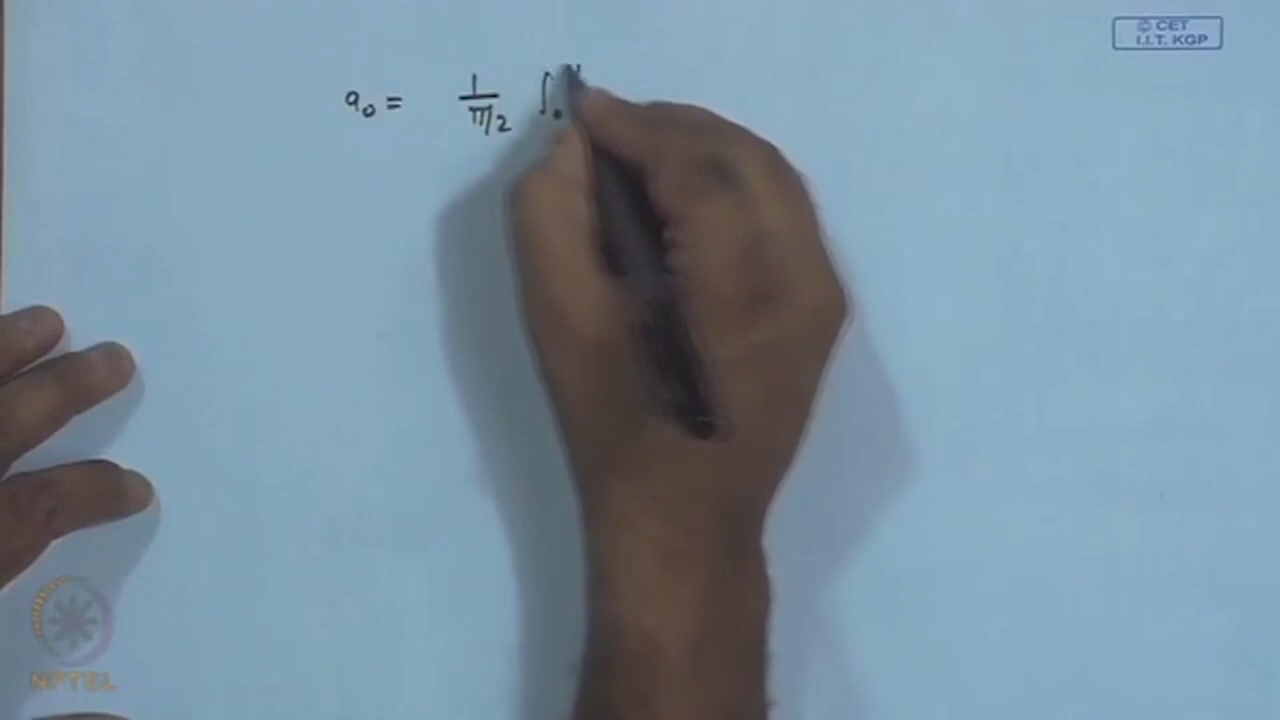 © CET
I.I.T. KGP
a₀ = 1/(π/2) ∫₀
NPTEL